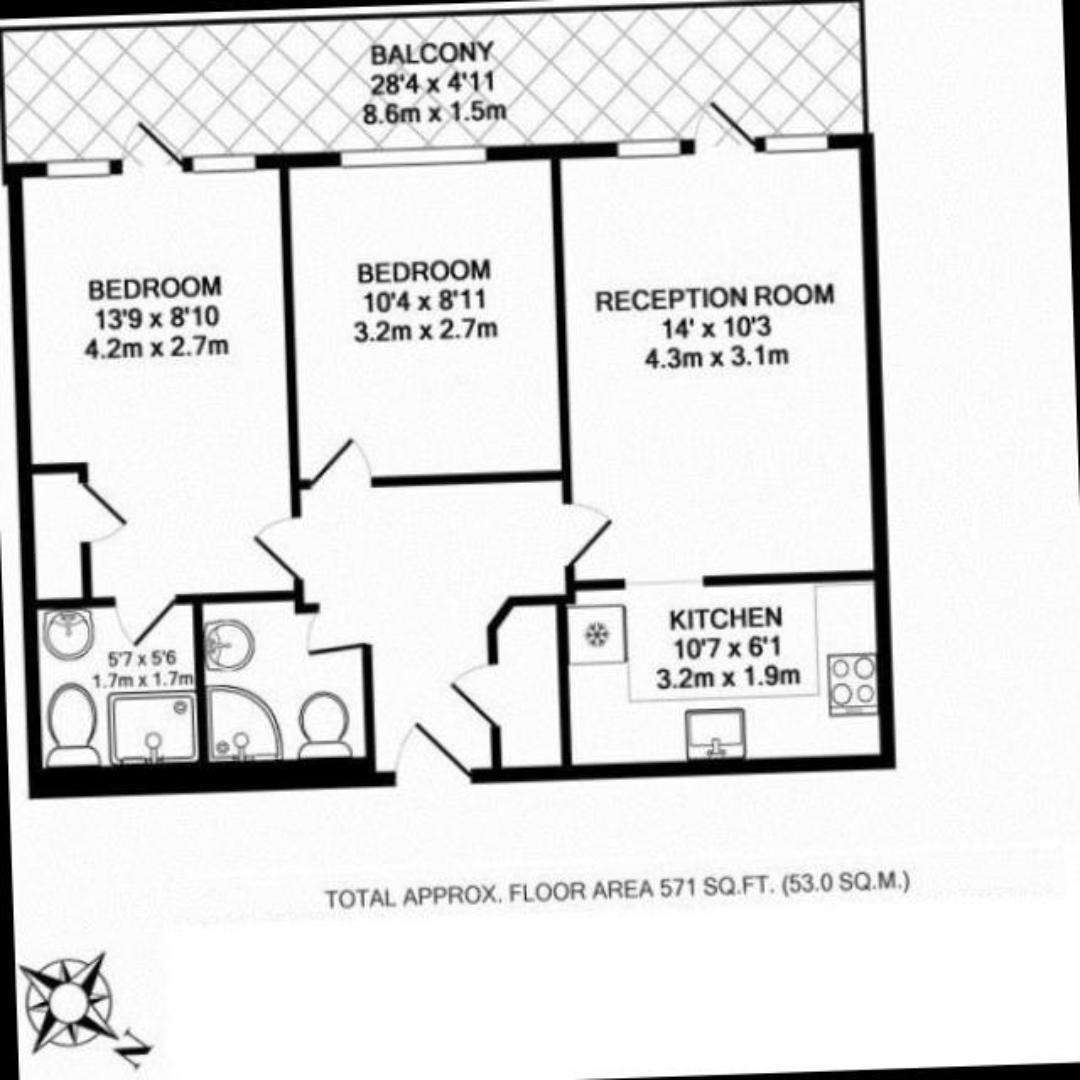 BALCONY
28'4 x 4'11
8.6m x 1.5m
BEDROOM
13'9 x 8'10
4.2m x 2.7m
BEDROOM
10'4 x 8'11
3.2m x 2.7m
RECEPTION ROOM
14' x 10'3
4.3m x 3.1m
KITCHEN
10'7 x 6'1
3.2m x 1.9m
5'7 x 5'6
1.7m x 1.7m
TOTAL APPROX. FLOOR AREA 571 SQ.FT. (53.0 SQ.M.)
N